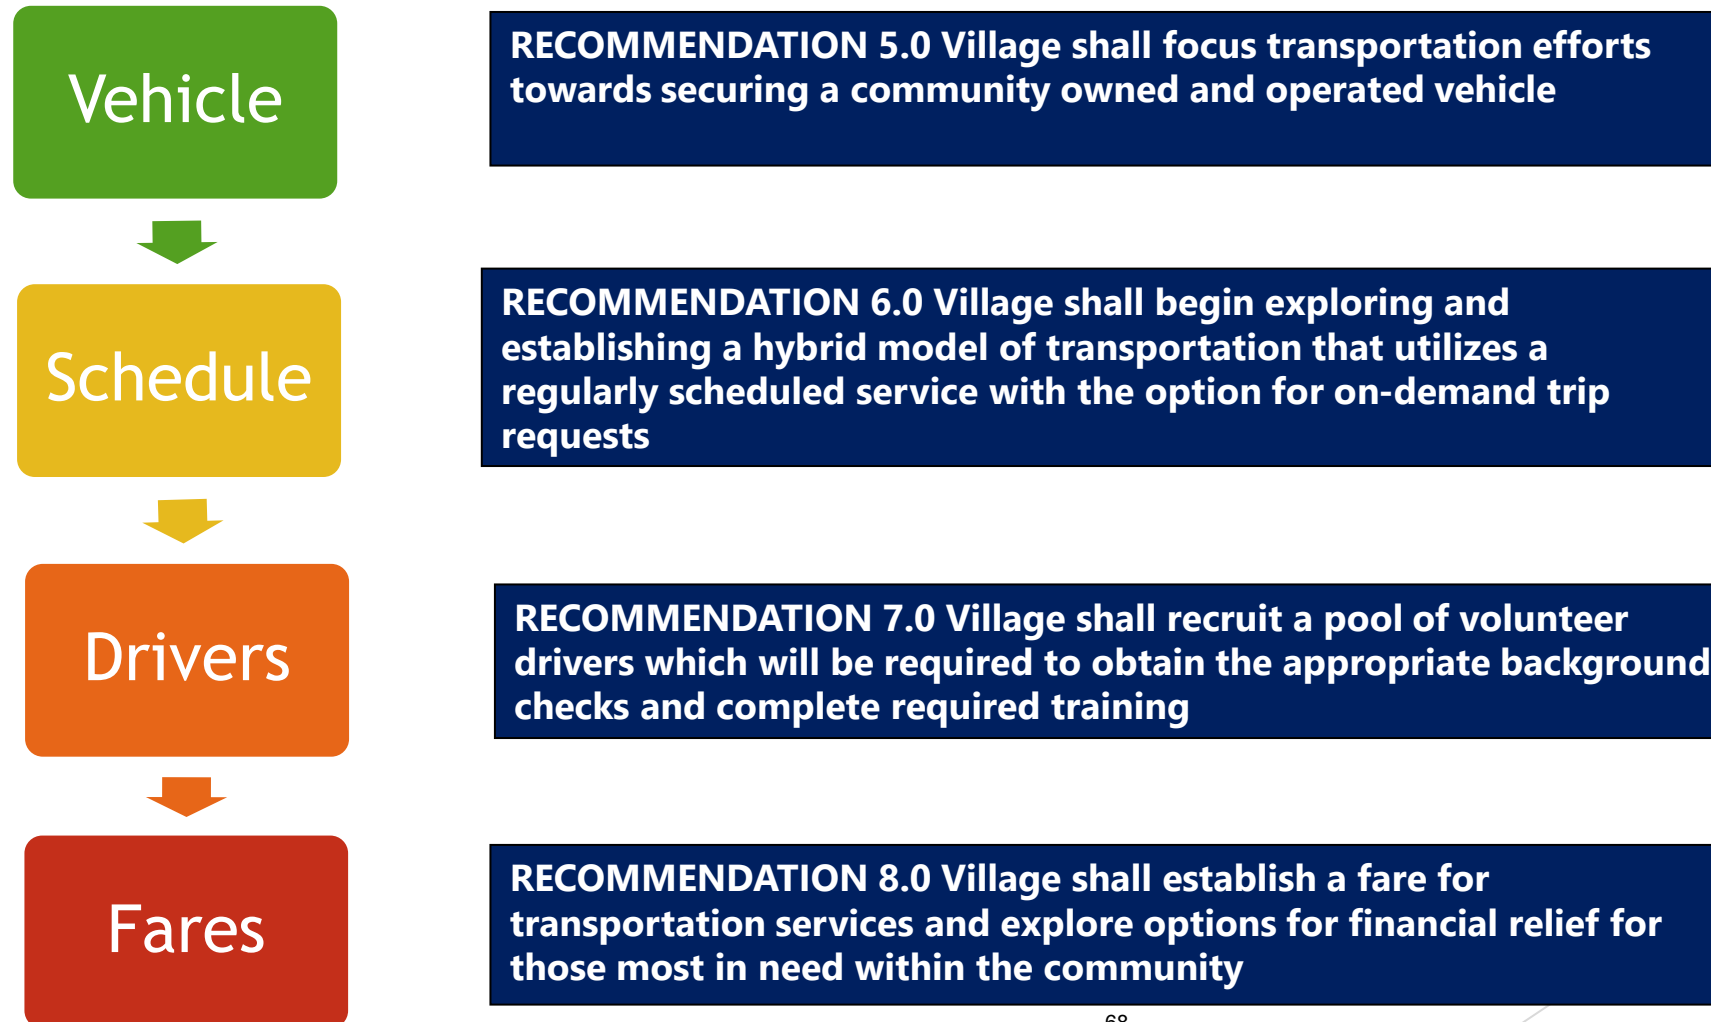 Vehicle
RECOMMENDATION 5.0 Village shall focus transportation efforts
towards securing a community owned and operated vehicle
Schedule
RECOMMENDATION 6.0 Village shall begin exploring and
establishing a hybrid model of transportation that utilizes a
regularly scheduled service with the option for on-demand trip
requests
Drivers
RECOMMENDATION 7.0 Village shall recruit a pool of volunteer
drivers which will be required to obtain the appropriate background
checks and complete required training
Fares
RECOMMENDATION 8.0 Village shall establish a fare for
transportation services and explore options for financial relief for
those most in need within the community
68